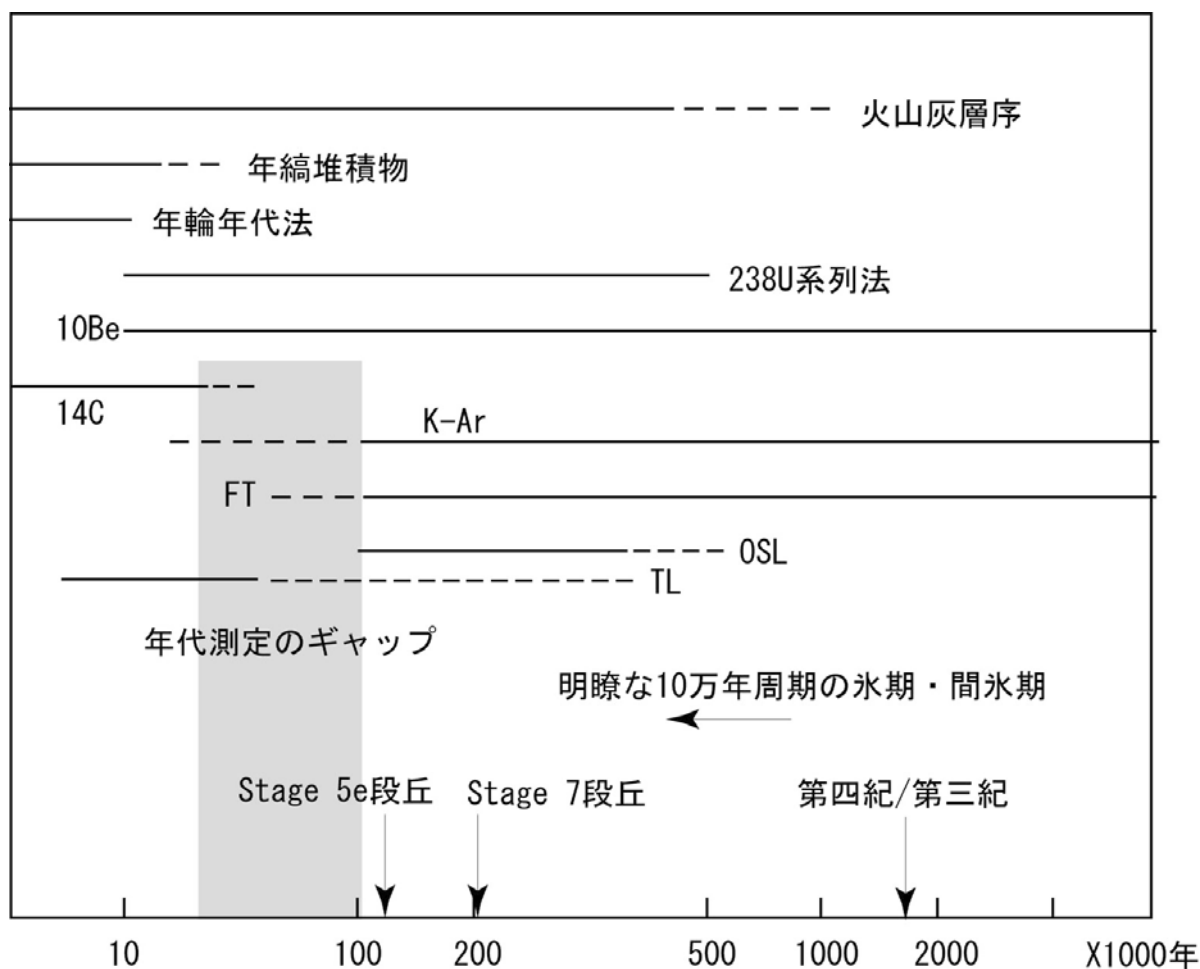 火山灰層序
年縞堆積物
年輪年代法
238U系列法
10Be
14C
K-Ar
FT
OSL
TL
年代測定のギャップ
明瞭な10万年周期の氷期・間氷期
Stage 5e段丘
Stage 7段丘
第四紀/第三紀
10 100 200 500 1000 2000 X1000年